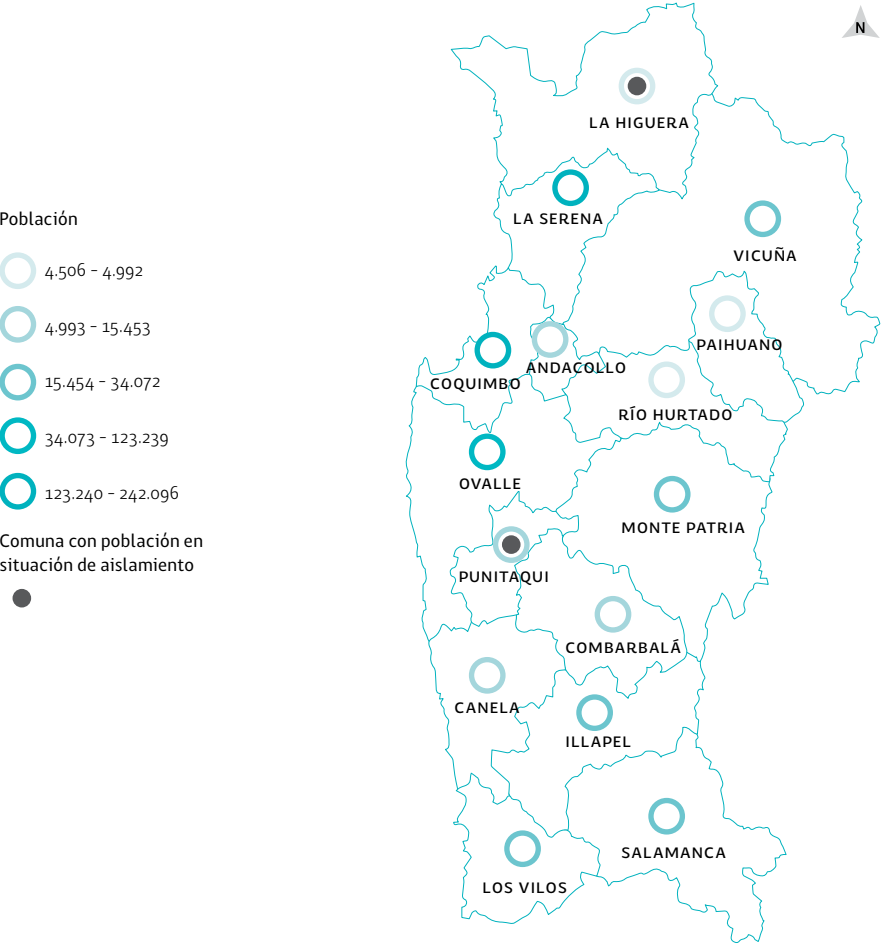 N
LA HIGUERA
LA SERENA
VICUÑA
PAIHUANO
ANDACOLLO
COQUIMBO
RÍO HURTADO
OVALLE
MONTE PATRIA
PUNITAQUI
COMBARBALÁ
CANELA
ILLAPEL
SALAMANCA
LOS VILOS
Población
4.506 - 4.992
4.993 - 15.453
15.454 - 34.072
34.073 - 123.239
123.240 - 242.096
Comuna con población en
situación de aislamiento